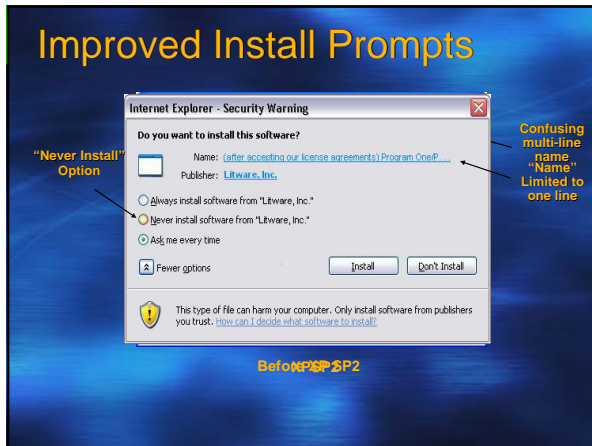 Improved Install Prompts
Internet Explorer - Security Warning
Do you want to install this software?
Name: (after accepting our license agreements) Program One/P...
Publisher: Litware, Inc.
Always install software from "Litware, Inc."
Never install software from "Litware, Inc."
Ask me every time
Fewer options
Install
Don't Install
This type of file can harm your computer. Only install software from publishers
you trust. How can I decide what software to install?
“Never Install”
Option
Confusing
multi-line
name
“Name”
Limited to
one line
Before XP SP2
XPSP2